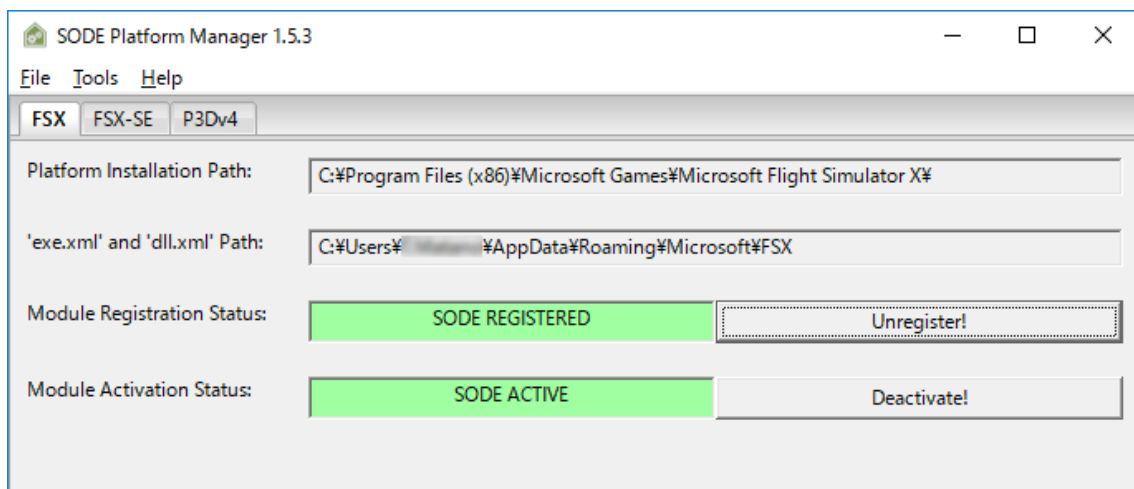 SODE Platform Manager 1.5.3
File Tools Help
FSX FSX-SE P3Dv4
Platform Installation Path: C:¥Program Files (x86)¥Microsoft Games¥Microsoft Flight Simulator X¥
'exe.xml' and 'dll.xml' Path: C:¥Users¥ ¥AppData¥Roaming¥Microsoft¥FSX
Module Registration Status: SODE REGISTERED Unregister!
Module Activation Status: SODE ACTIVE Deactivate!